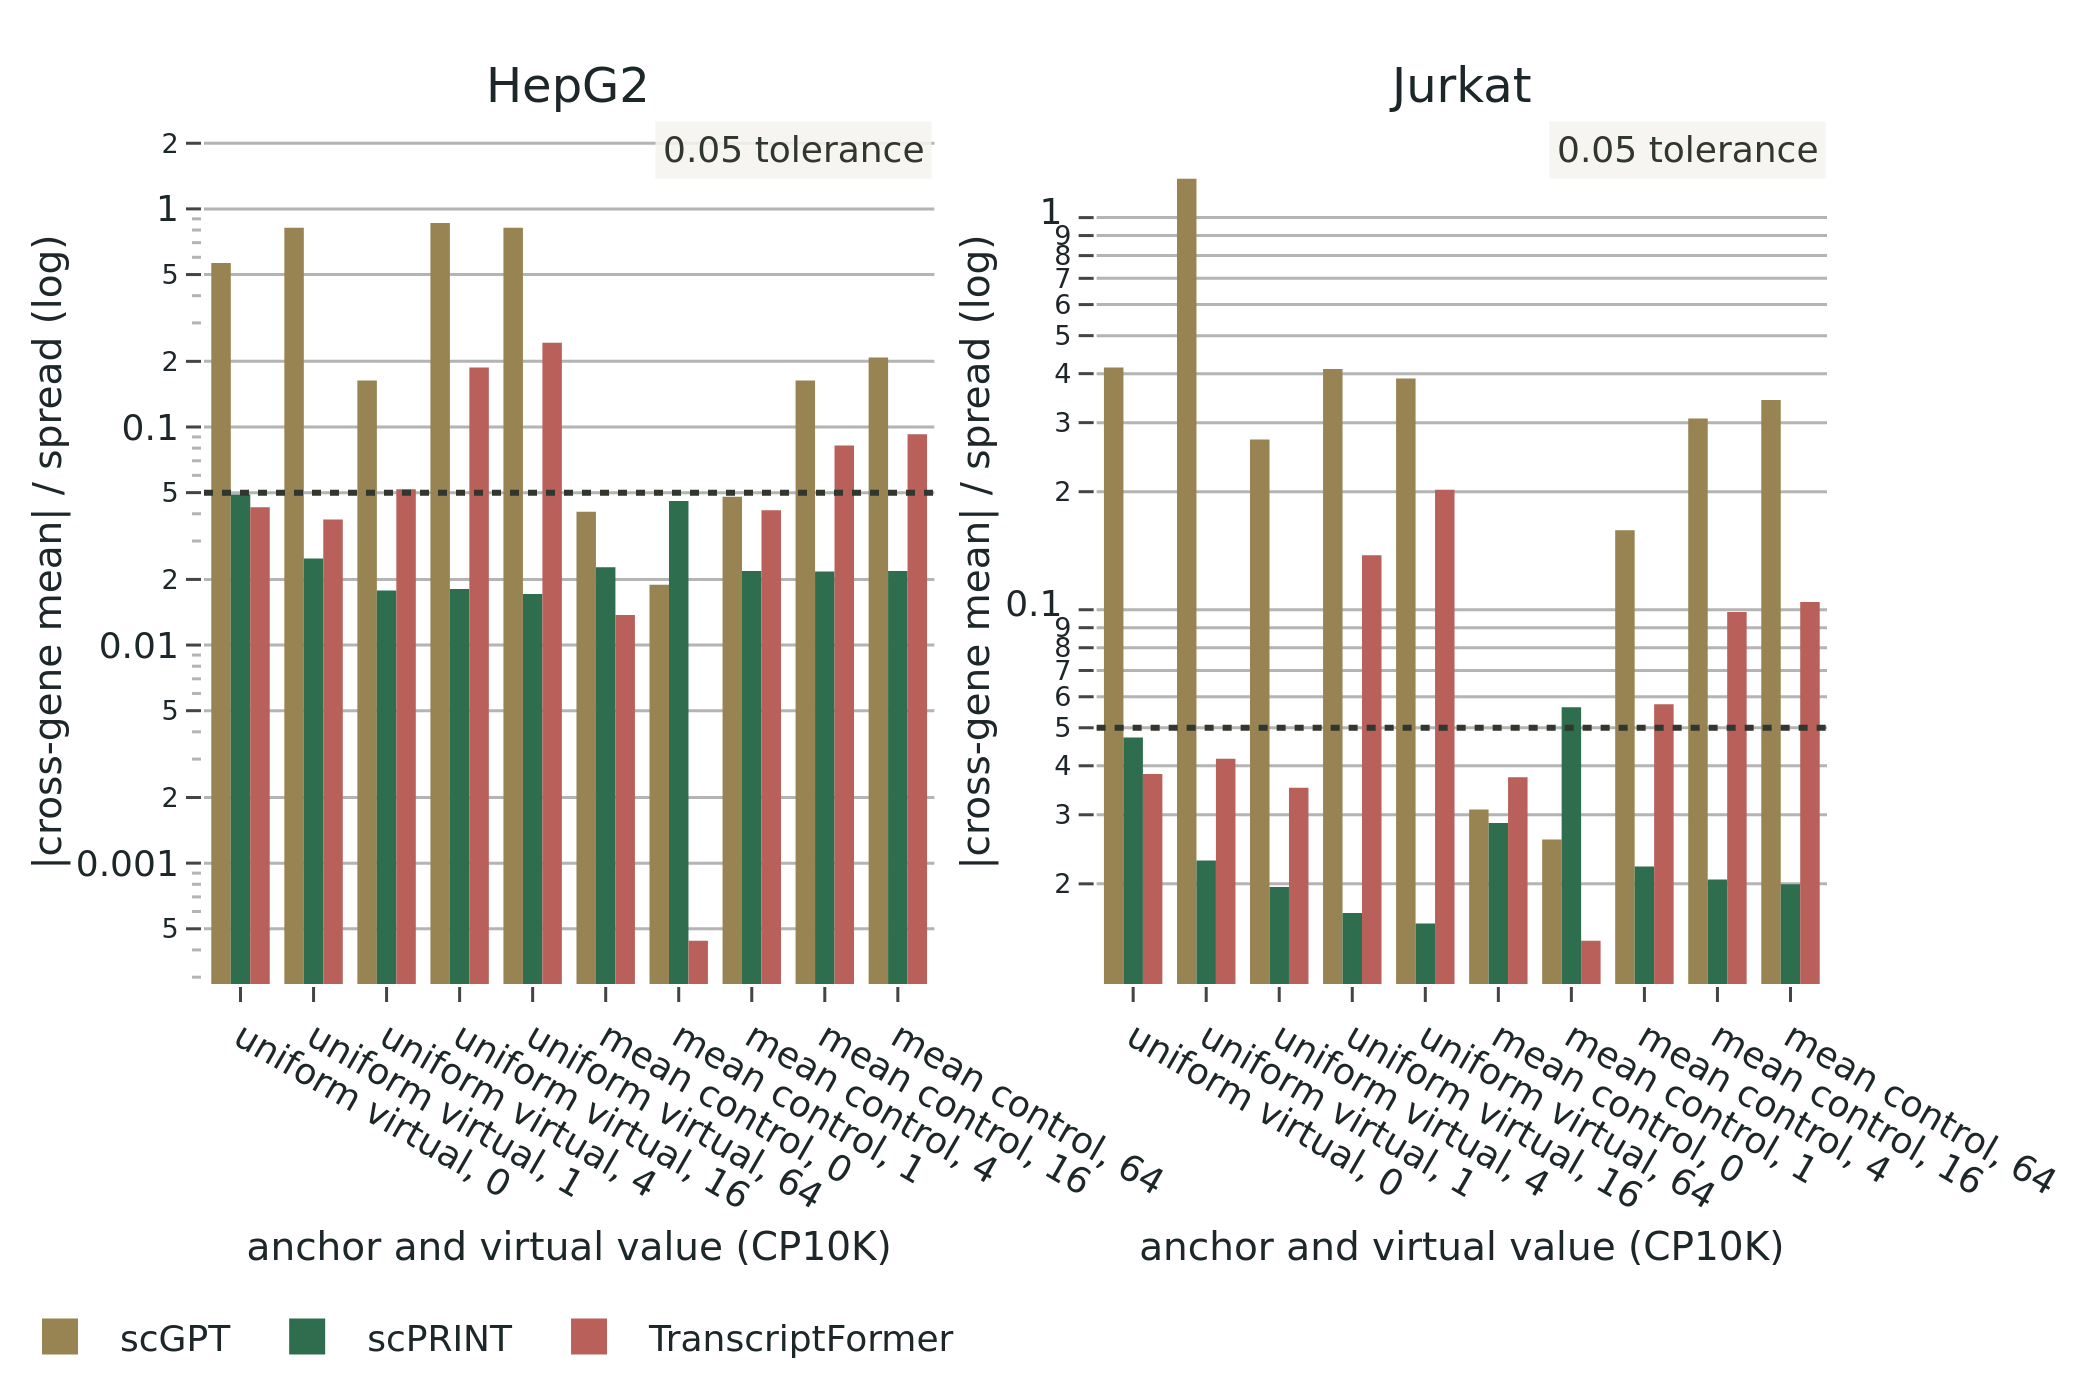 HepG2
0.05 tolerance
|cross-gene mean| / spread (log)
2
1
5
2
0.1
5
2
0.01
5
2
0.001
5
uniform virtual, 0
uniform virtual, 1
uniform virtual, 4
uniform virtual, 16
uniform virtual, 64
mean control, 0
mean control, 1
mean control, 4
mean control, 16
mean control, 64
anchor and virtual value (CP10K)
Jurkat
0.05 tolerance
|cross-gene mean| / spread (log)
1
9
8
7
6
5
4
3
2
0.1
9
8
7
6
5
4
3
2
uniform virtual, 0
uniform virtual, 1
uniform virtual, 4
uniform virtual, 16
uniform virtual, 64
mean control, 0
mean control, 1
mean control, 4
mean control, 16
mean control, 64
anchor and virtual value (CP10K)
scGPT
scPRINT
TranscriptFormer